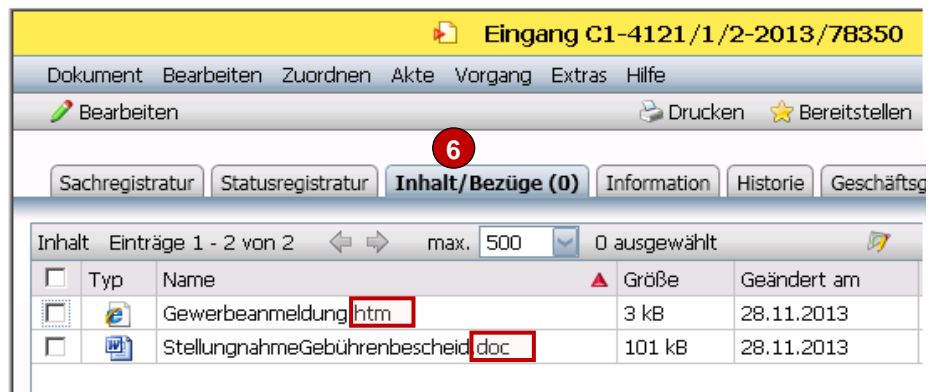 Eingang C1-4121/1/2-2013/78350
Dokument Bearbeiten Zuordnen Akte Vorgang Extras Hilfe
Bearbeiten Drucken Bereitstellen
6
Sachregistratur Statusregistratur Inhalt/Bezüge (0) Information Historie Geschäftsg
Inhalt Einträge 1 - 2 von 2 max. 500 0 ausgewählt
Typ Name Größe Geändert am
Gewerbeanmeldung.htm 3 kB 28.11.2013
StellungnahmeGebührenbescheid.doc 101 kB 28.11.2013